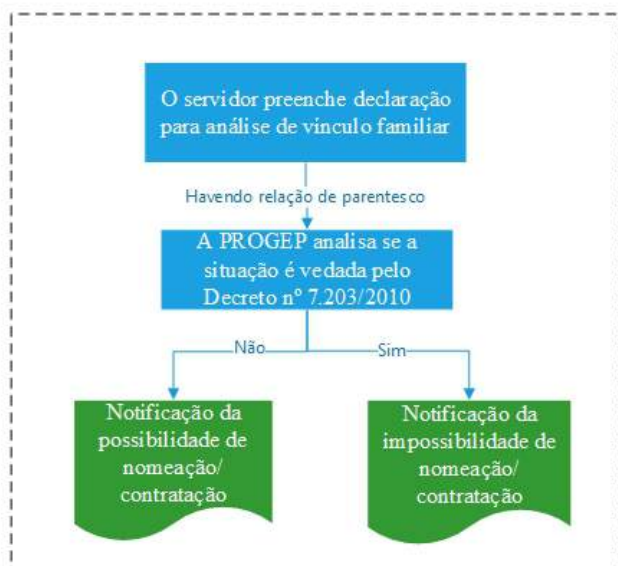 O servidor preenche declaração
para análise de vínculo familiar
Havendo relação de parentesco
A PROGEP analisa se a
situação é vedada pelo
Decreto nº 7.203/2010
Não
Sim
Notificação da
possibilidade de
nomeação/
contratação
Notificação da
impossibilidade de
nomeação/
contratação